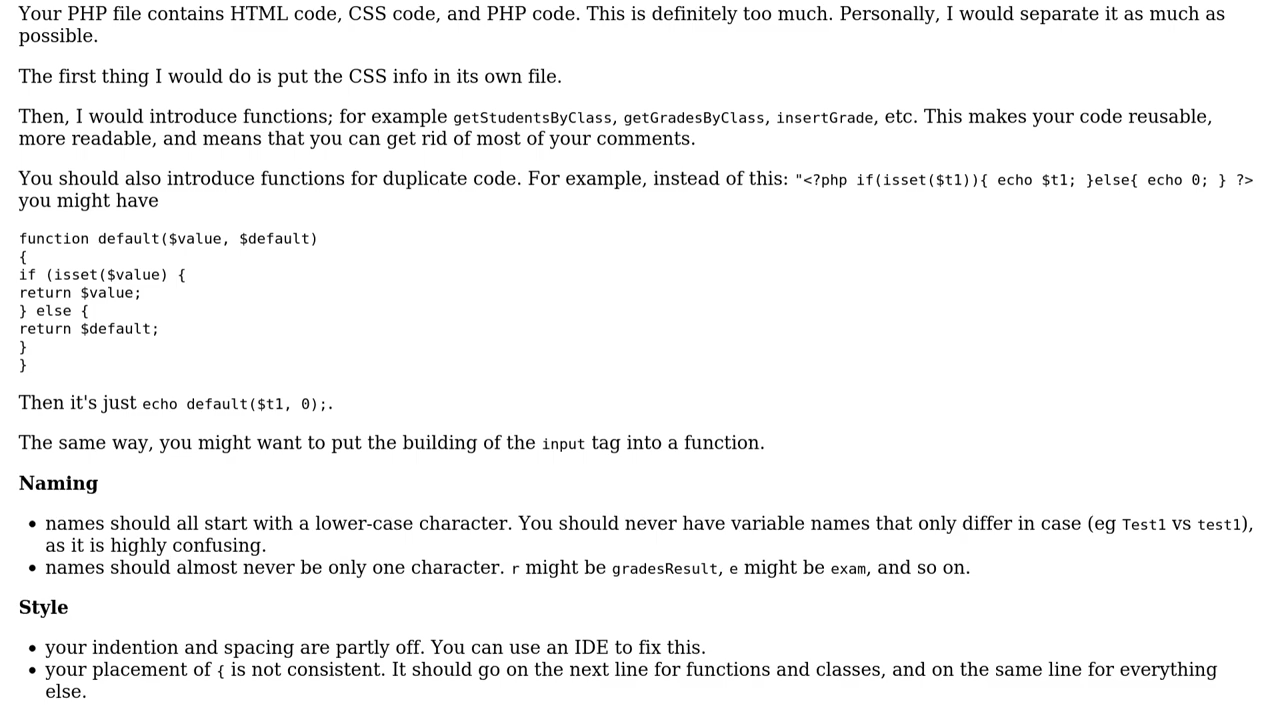 Your PHP file contains HTML code, CSS code, and PHP code. This is definitely too much. Personally, I would separate it as much as
possible.
The first thing I would do is put the CSS info in its own file.
Then, I would introduce functions; for example getStudentsByClass, getGradesByClass, insertGrade, etc. This makes your code reusable,
more readable, and means that you can get rid of most of your comments.
You should also introduce functions for duplicate code. For example, instead of this: "<?php if(isset($t1)){ echo $t1; }else{ echo 0; } ?>
you might have
function default($value, $default)
{
if (isset($value) {
return $value;
} else {
return $default;
}
}
Then it's just echo default($t1, 0);.
The same way, you might want to put the building of the input tag into a function.
Naming
• names should all start with a lower-case character. You should never have variable names that only differ in case (eg Test1 vs test1),
as it is highly confusing.
• names should almost never be only one character. r might be gradesResult, e might be exam, and so on.
Style
• your indention and spacing are partly off. You can use an IDE to fix this.
• your placement of { is not consistent. It should go on the next line for functions and classes, and on the same line for everything
else.